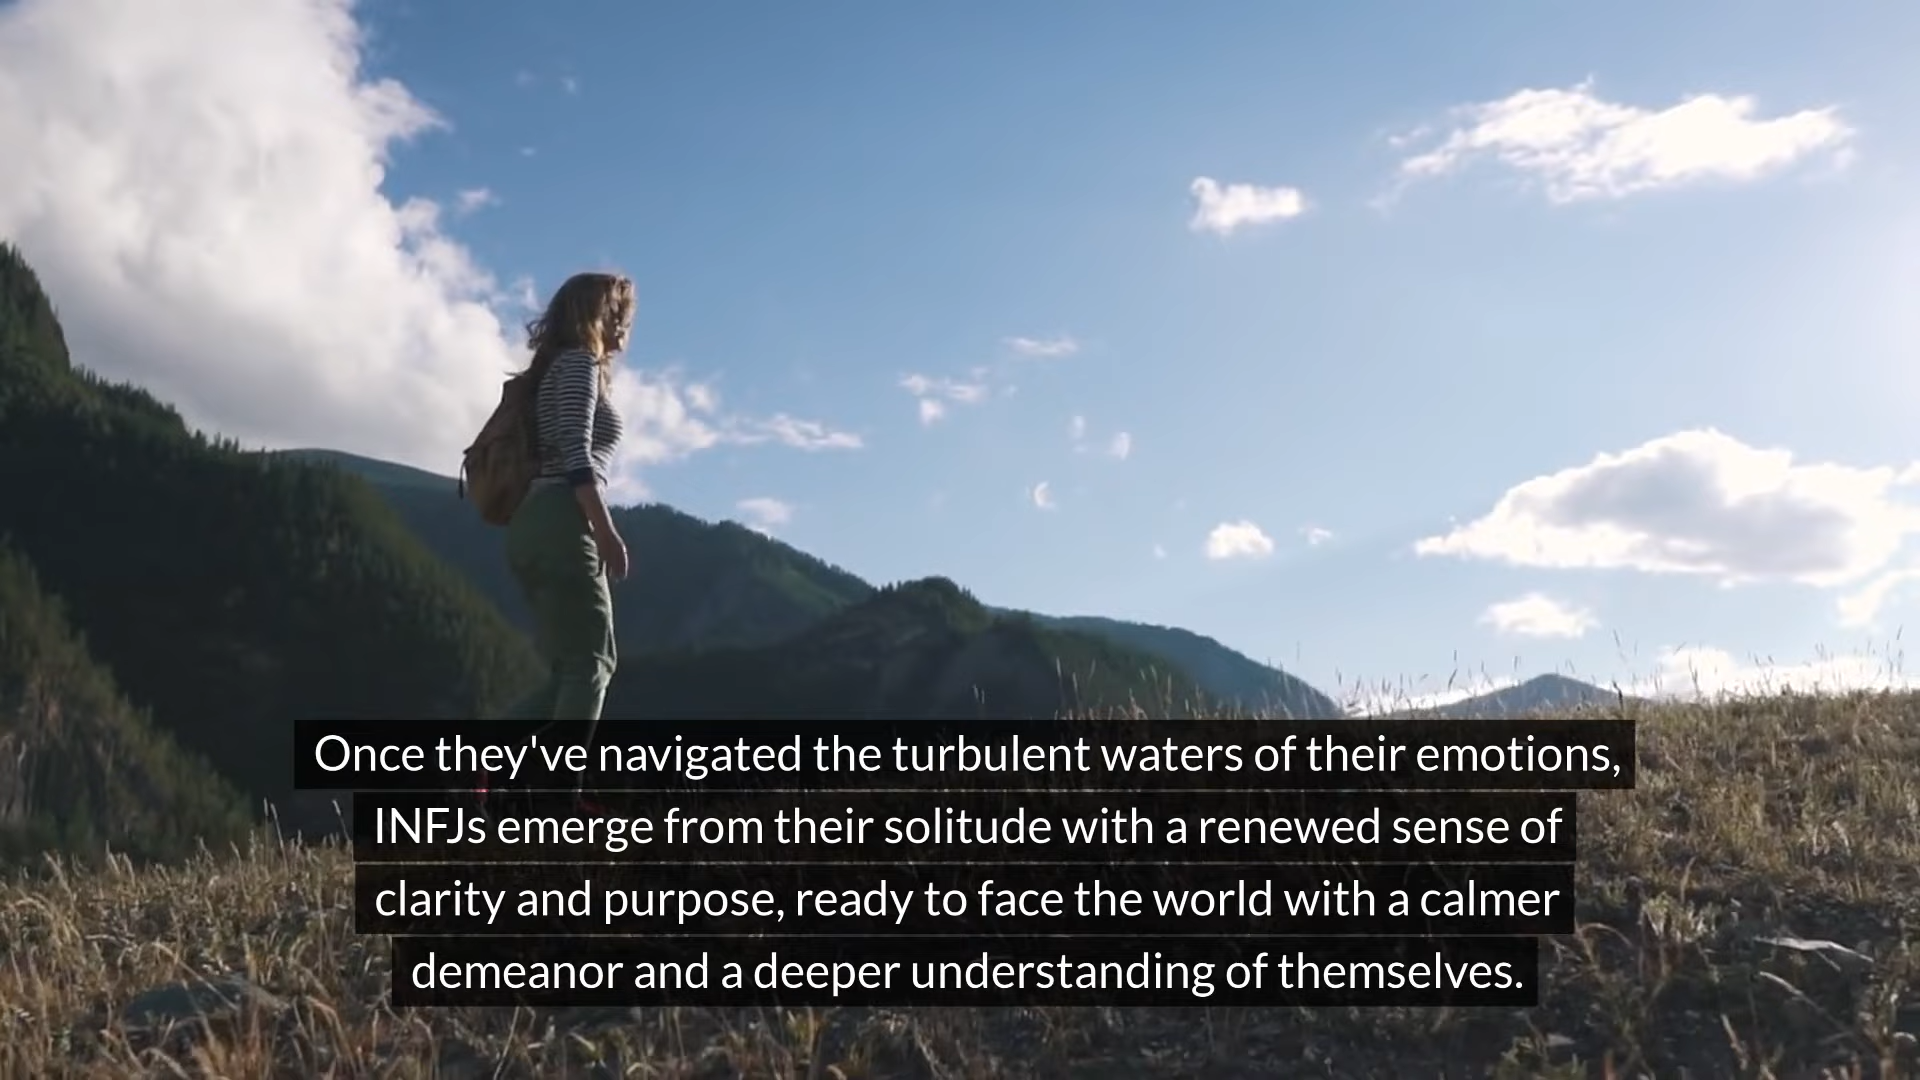 Once they've navigated the turbulent waters of their emotions,
INFJs emerge from their solitude with a renewed sense of
clarity and purpose, ready to face the world with a calmer
demeanor and a deeper understanding of themselves.